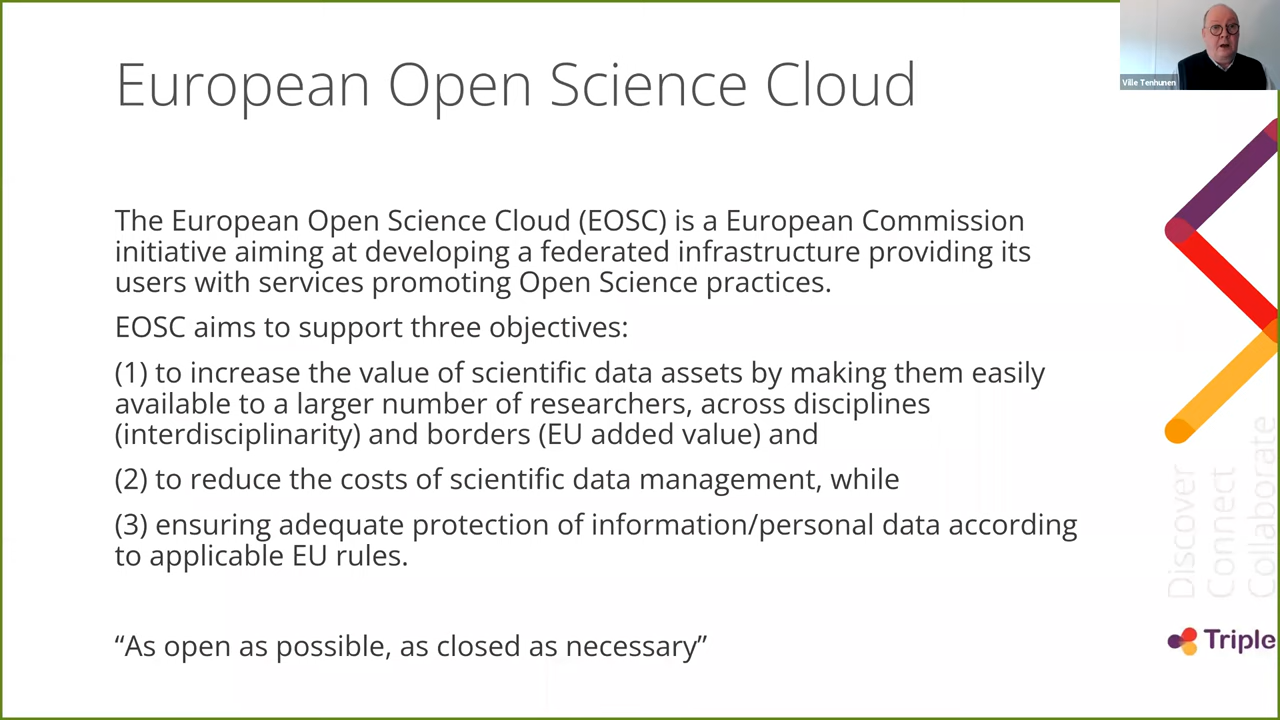 European Open Science Cloud
Ville Tenhunen
The European Open Science Cloud (EOSC) is a European Commission
initiative aiming at developing a federated infrastructure providing its
users with services promoting Open Science practices.
EOSC aims to support three objectives:
(1) to increase the value of scientific data assets by making them easily
available to a larger number of researchers, across disciplines
(interdisciplinarity) and borders (EU added value) and
(2) to reduce the costs of scientific data management, while
(3) ensuring adequate protection of information/personal data according
to applicable EU rules.
“As open as possible, as closed as necessary”
Discover
Connect
Collaborate
Triple